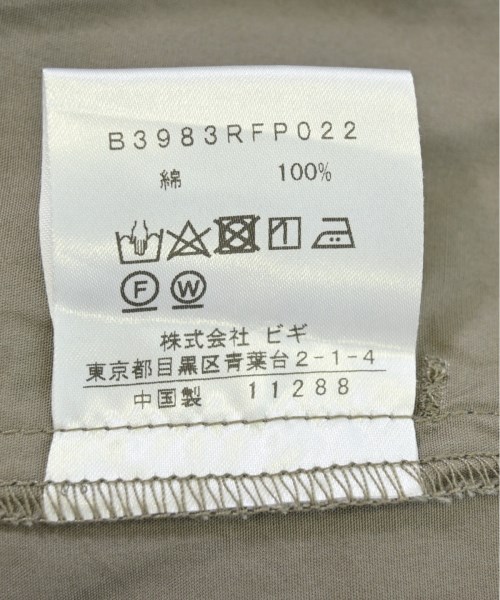 B3983RFP022
綿 100%
F W
株式会社 ビギ
東京都目黒区青葉台2-1-4
中国製 11288